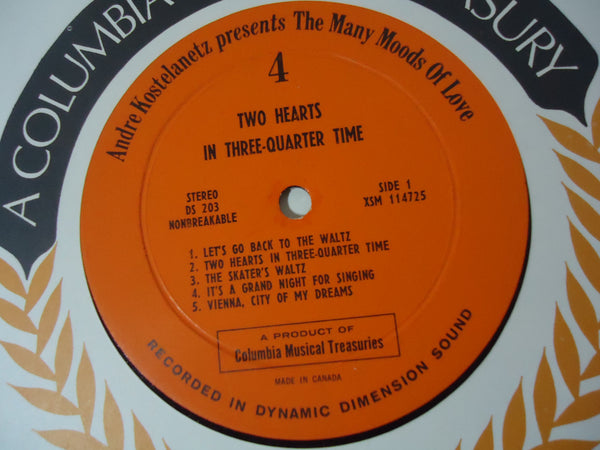 A COLUMBIA
SURY
Andre Kostelanetz presents The Many Moods Of Love
4
TWO HEARTS
IN THREE-QUARTER TIME
STEREO
DS 203
NONBREAKABLE
SIDE 1
XSM 114725
1. LET'S GO BACK TO THE WALTZ
2. TWO HEARTS IN THREE-QUARTER TIME
3. THE SKATER'S WALTZ
4. IT'S A GRAND NIGHT FOR SINGING
5. VIENNA, CITY OF MY DREAMS
A PRODUCT OF
Columbia Musical Treasuries
MADE IN CANADA
RECORDED IN DYNAMIC DIMENSION SOUND